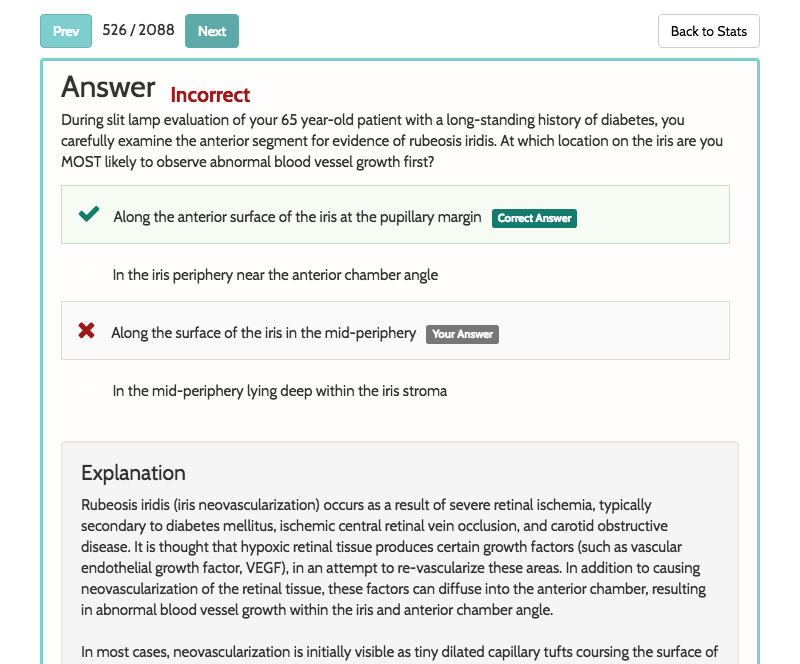 Prev 526 / 2088 Next Back to Stats
Answer Incorrect
During slit lamp evaluation of your 65 year-old patient with a long-standing history of diabetes, you
carefully examine the anterior segment for evidence of rubeosis iridis. At which location on the iris are you
MOST likely to observe abnormal blood vessel growth first?
Along the anterior surface of the iris at the pupillary margin Correct Answer
In the iris periphery near the anterior chamber angle
Along the surface of the iris in the mid-periphery Your Answer
In the mid-periphery lying deep within the iris stroma
Explanation
Rubeosis iridis (iris neovascularization) occurs as a result of severe retinal ischemia, typically
secondary to diabetes mellitus, ischemic central retinal vein occlusion, and carotid obstructive
disease. It is thought that hypoxic retinal tissue produces certain growth factors (such as vascular
endothelial growth factor, VEGF), in an attempt to re-vascularize these areas. In addition to causing
neovascularization of the retinal tissue, these factors can diffuse into the anterior chamber, resulting
in abnormal blood vessel growth within the iris and anterior chamber angle.
In most cases, neovascularization is initially visible as tiny dilated capillary tufts coursing the surface of